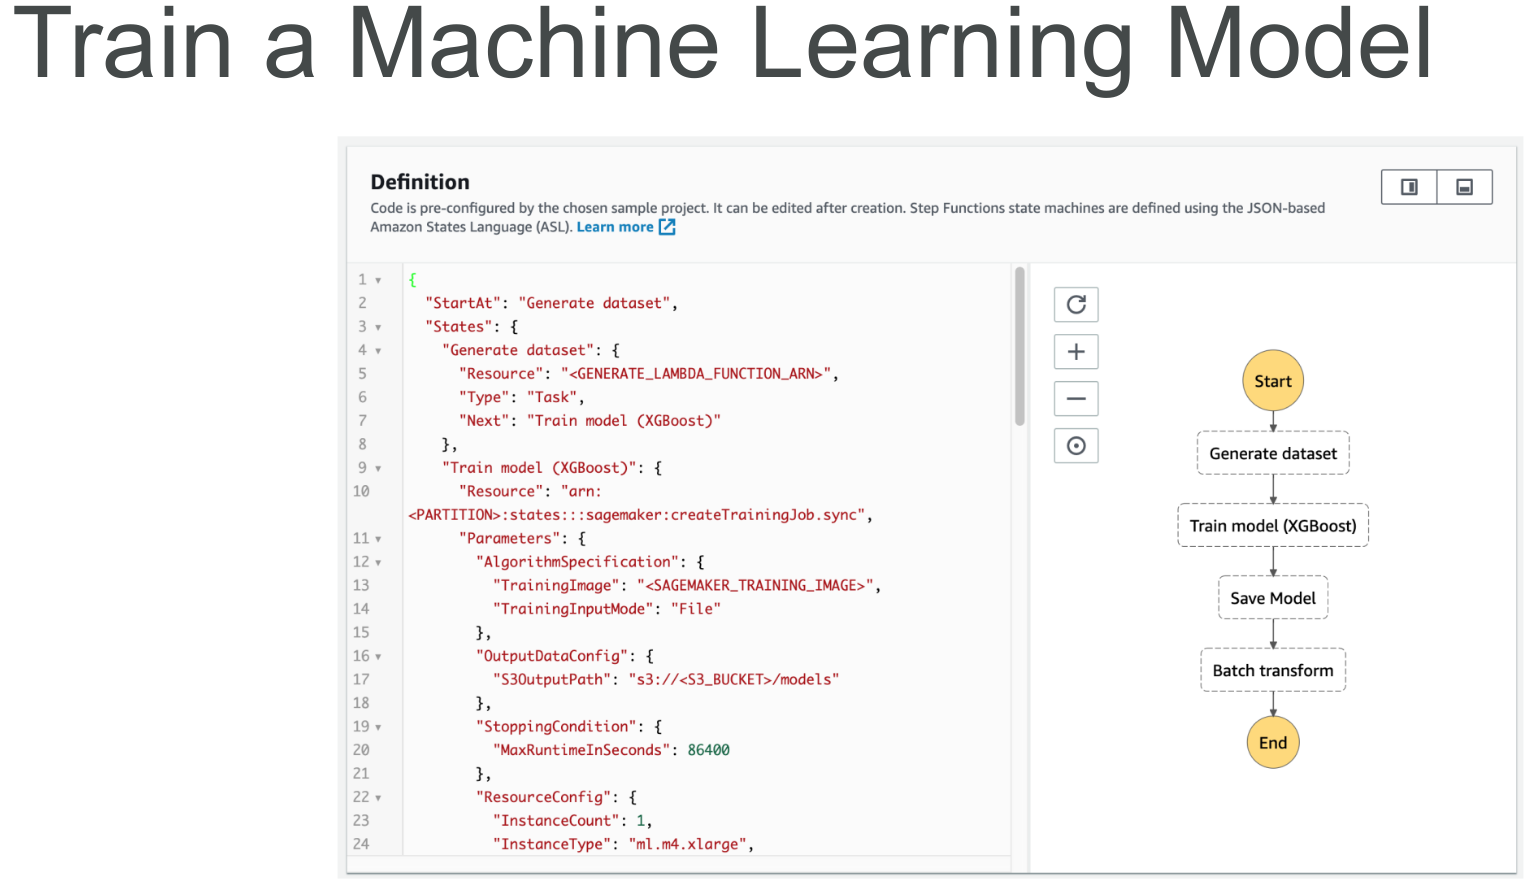 Train a Machine Learning Model
Definition
Code is pre-configured by the chosen sample project. It can be edited after creation. Step Functions state machines are defined using the JSON-based
Amazon States Language (ASL). Learn more
1 {
2 "StartAt": "Generate dataset",
3 "States": {
4 "Generate dataset": {
5 "Resource": "<GENERATE_LAMBDA_FUNCTION_ARN>",
6 "Type": "Task",
7 "Next": "Train model (XGBoost)"
8 },
9 "Train model (XGBoost)": {
10 "Resource": "arn:
<PARTITION>:states:::sagemaker:createTrainingJob.sync",
11 "Parameters": {
12 "AlgorithmSpecification": {
13 "TrainingImage": "<SAGEMAKER_TRAINING_IMAGE>",
14 "TrainingInputMode": "File"
15 },
16 "OutputDataConfig": {
17 "S3OutputPath": "s3://<S3_BUCKET>/models"
18 },
19 "StoppingCondition": {
20 "MaxRuntimeInSeconds": 86400
21 },
22 "ResourceConfig": {
23 "InstanceCount": 1,
24 "InstanceType": "ml.m4.xlarge",
Start
Generate dataset
Train model (XGBoost)
Save Model
Batch transform
End